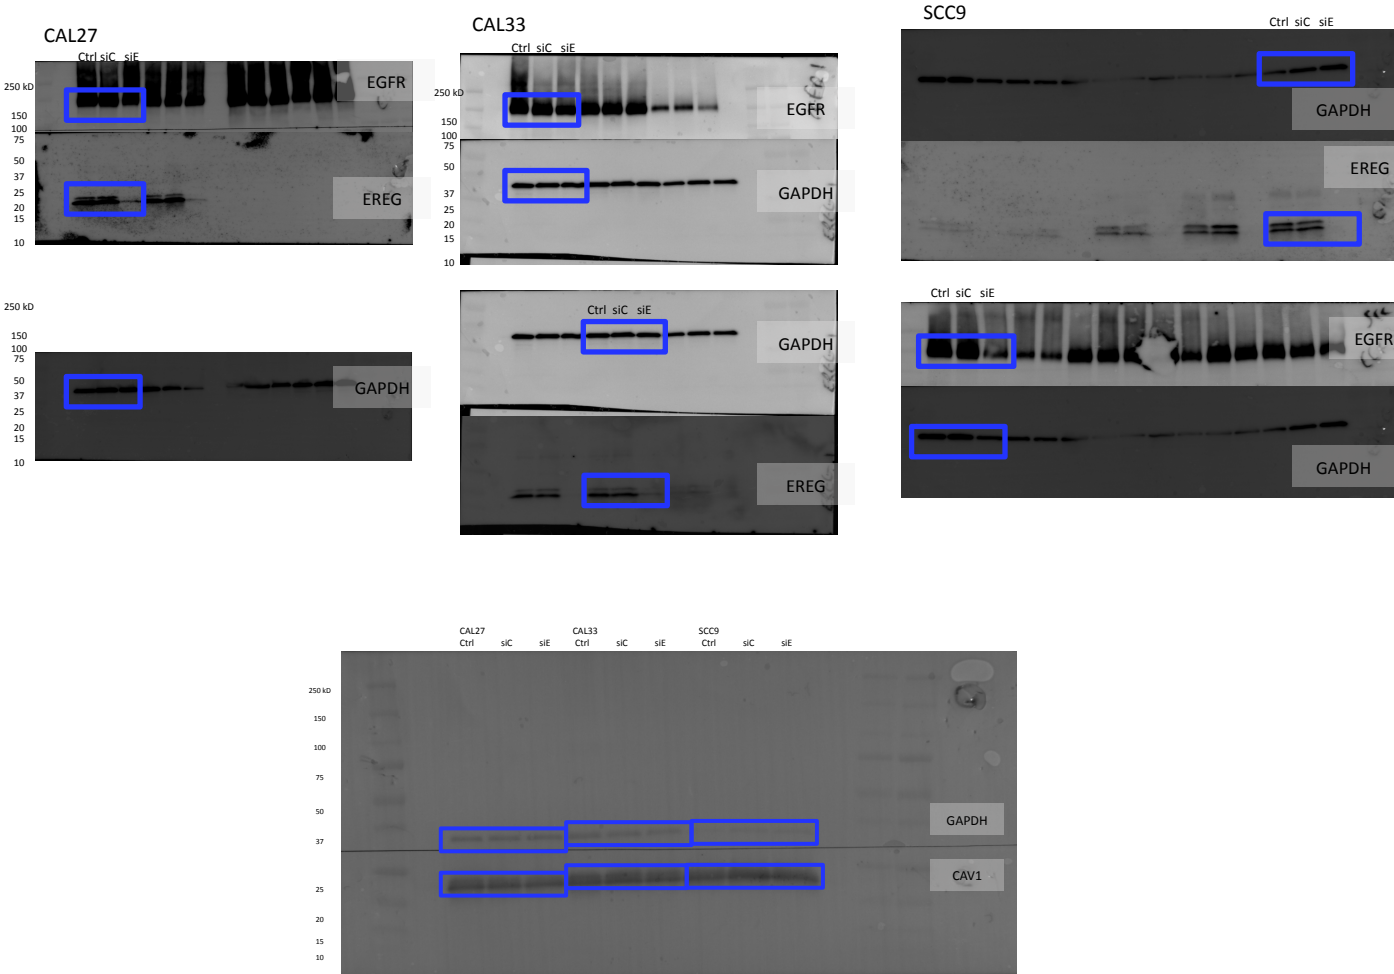 CAL27
Ctrl siC siE
250 kD
150
100
75
50
37
25
20
15
10
EGFR
EREG
250 kD
150
100
75
50
37
25
20
15
10
GAPDH
CAL33
Ctrl siC siE
250 kD
150
100
75
50
37
25
20
15
10
EGFR
GAPDH
Ctrl siC siE
GAPDH
EREG
SCC9
Ctrl siC siE
GAPDH
EREG
Ctrl siC siE
EGFR
GAPDH
CAL27 CAL33 SCC9
Ctrl siC siE Ctrl siC siE Ctrl siC siE
250 kD
150
100
75
50
37
25
20
15
10
GAPDH
CAV1